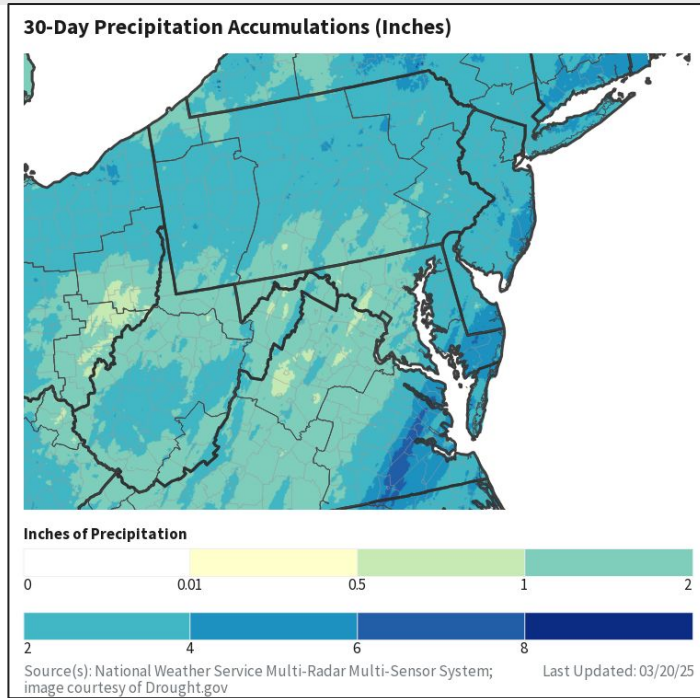 30-Day Precipitation Accumulations (Inches)
Inches of Precipitation
0 0.01 0.5 1 2
2 4 6 8
Source(s): National Weather Service Multi-Radar Multi-Sensor System; Last Updated: 03/20/25
image courtesy of Drought.gov